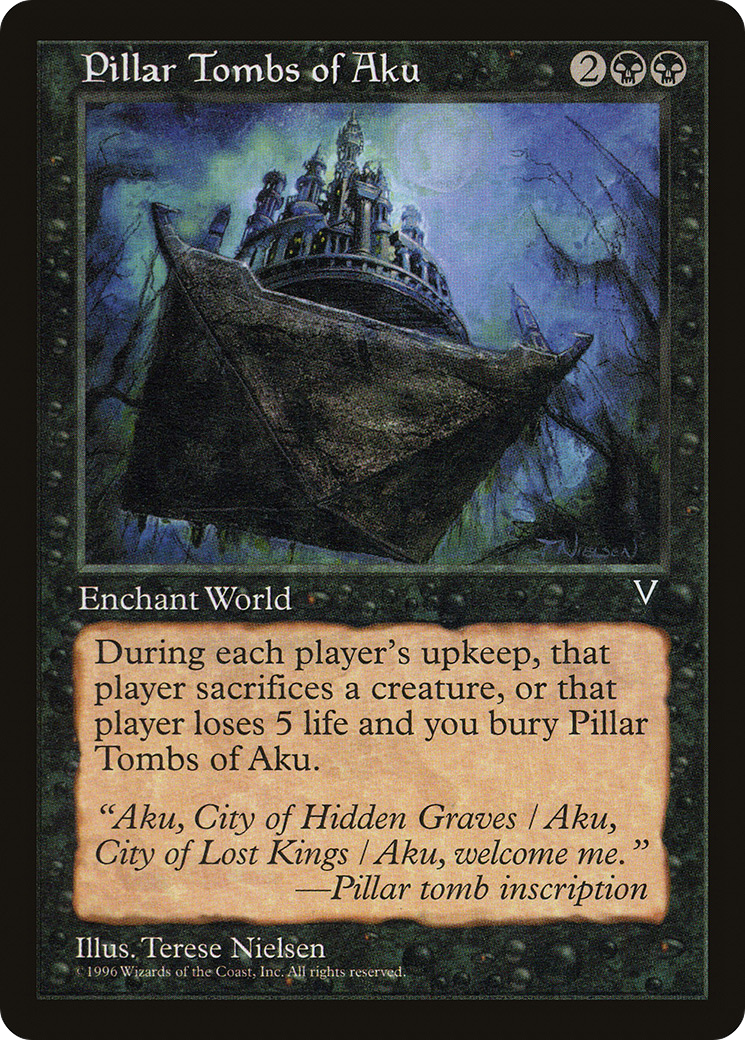 Pillar Tombs of Aku 2
T. NIELSEN
Enchant World V
During each player's upkeep, that
player sacrifices a creature, or that
player loses 5 life and you bury Pillar
Tombs of Aku.
“Aku, City of Hidden Graves / Aku,
City of Lost Kings / Aku, welcome me.”
—Pillar tomb inscription
Illus. Terese Nielsen
©1996 Wizards of the Coast, Inc. All rights reserved.